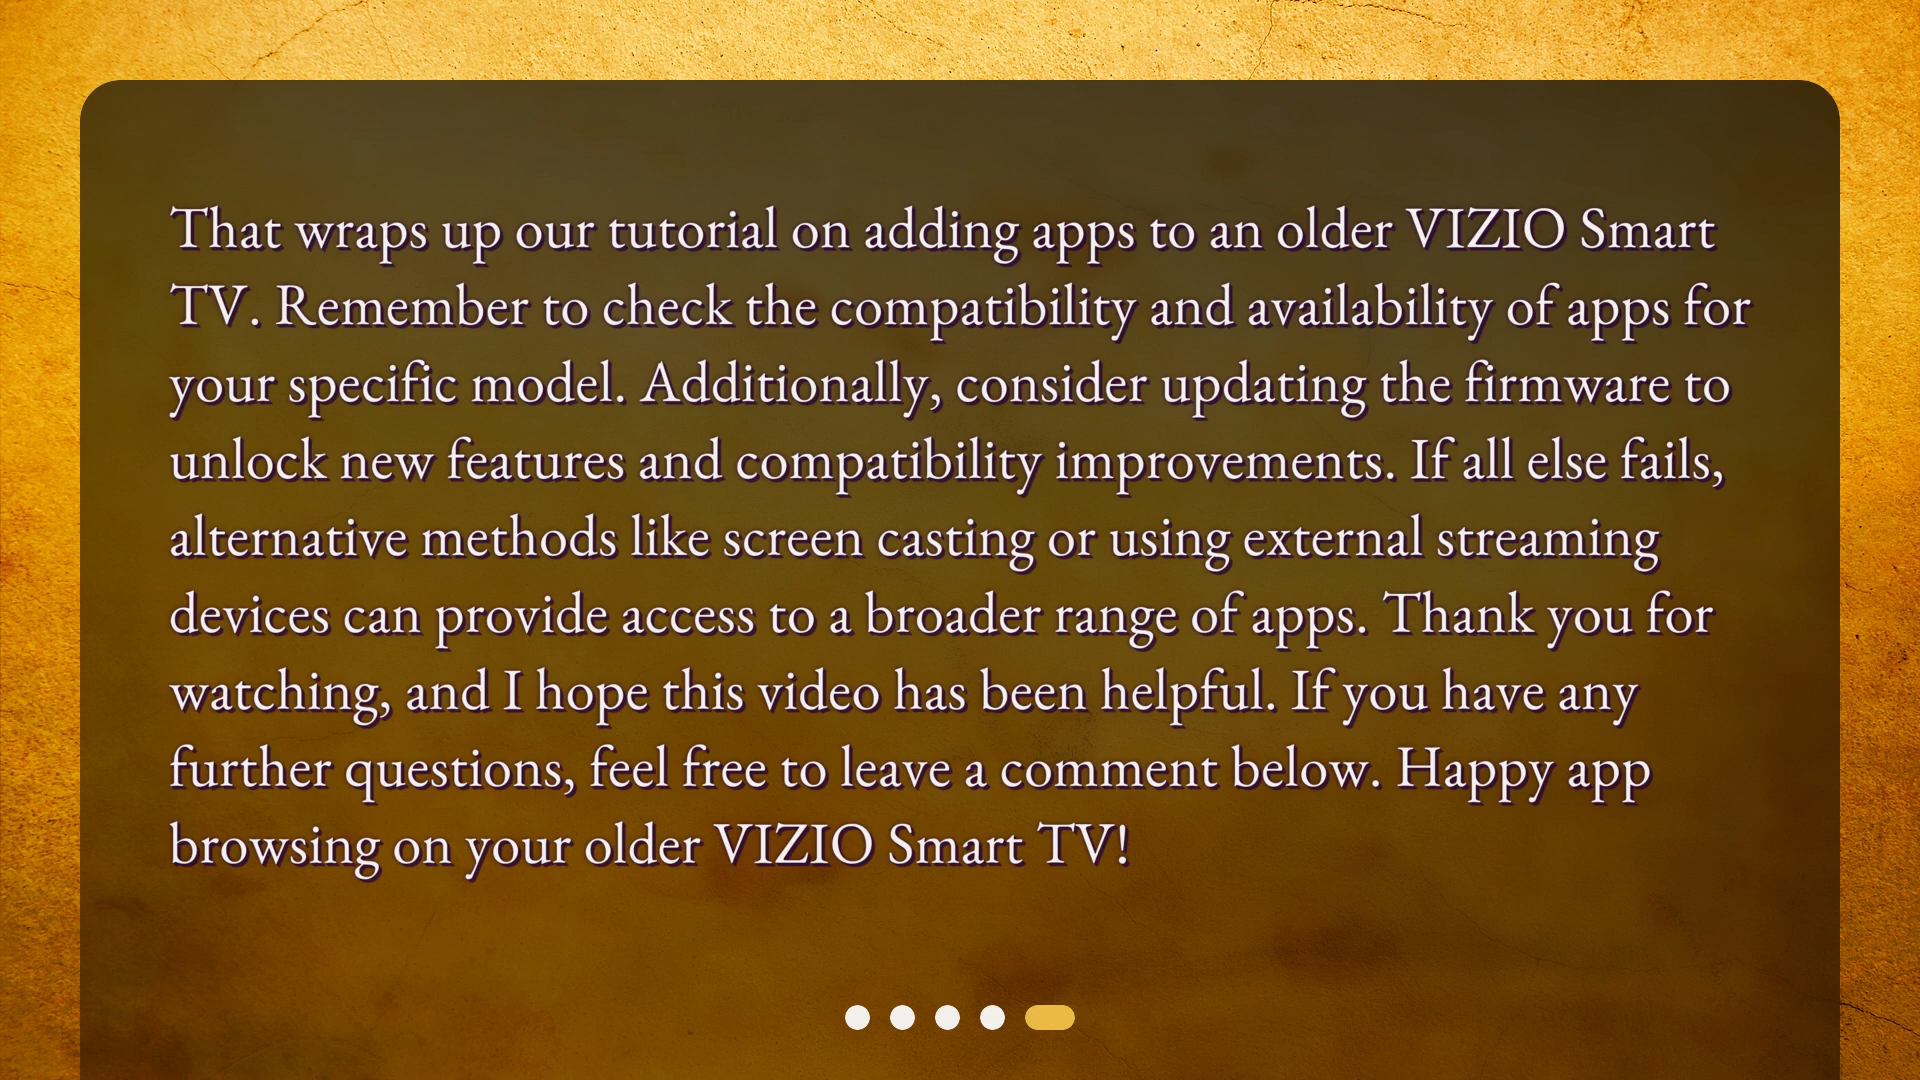 That wraps up our tutorial on adding apps to an older VIZIO Smart
TV. Remember to check the compatibility and availability of apps for
your specific model. Additionally, consider updating the firmware to
unlock new features and compatibility improvements. If all else fails,
alternative methods like screen casting or using external streaming
devices can provide access to a broader range of apps. Thank you for
watching, and I hope this video has been helpful. If you have any
further questions, feel free to leave a comment below. Happy app
browsing on your older VIZIO Smart TV!